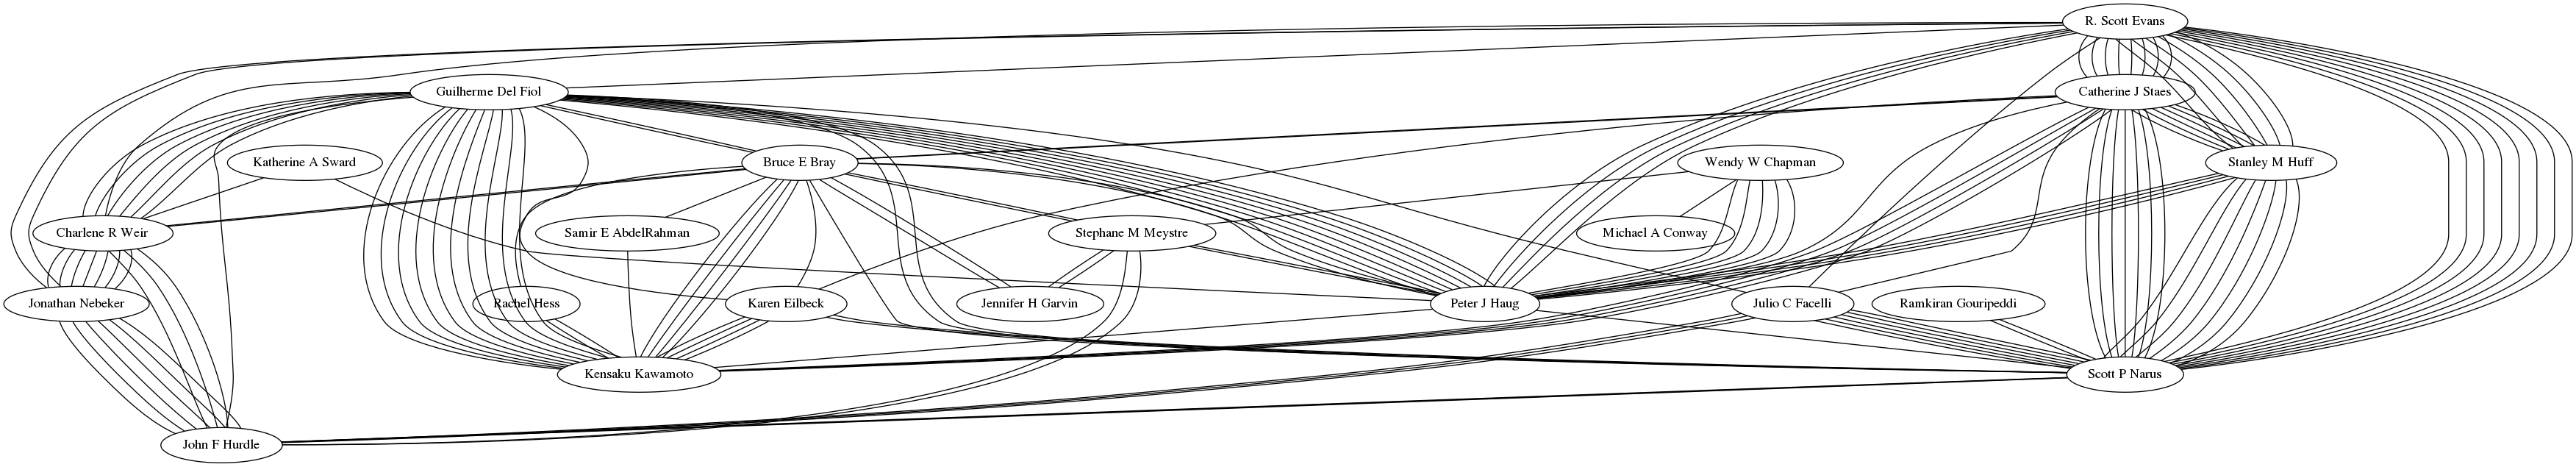 R. Scott Evans
Guilherme Del Fiol
Catherine J Staes
Katherine A Sward
Bruce E Bray
Wendy W Chapman
Stanley M Huff
Charlene R Weir
Samir E AbdelRahman
Stephane M Meystre
Michael A Conway
Jonathan Nebeker
Rachel Hess
Karen Eilbeck
Jennifer H Garvin
Peter J Haug
Julio C Facelli
Ramkiran Gouripeddi
Kensaku Kawamoto
Scott P Narus
John F Hurdle